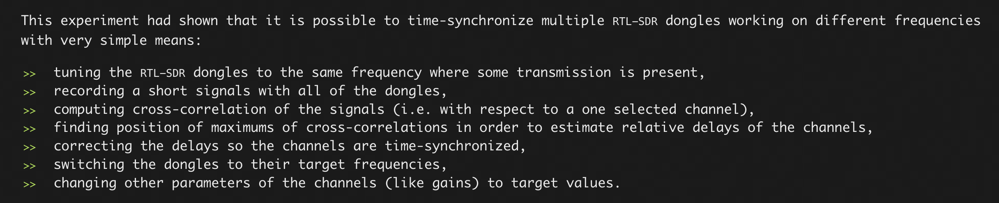 This experiment had shown that it is possible to time-synchronize multiple RTL–SDR dongles working on different frequencies
with very simple means:
>> tuning the RTL–SDR dongles to the same frequency where some transmission is present,
>> recording a short signals with all of the dongles,
>> computing cross-correlation of the signals (i.e. with respect to a one selected channel),
>> finding position of maximums of cross-correlations in order to estimate relative delays of the channels,
>> correcting the delays so the channels are time-synchronized,
>> switching the dongles to their target frequencies,
>> changing other parameters of the channels (like gains) to target values.